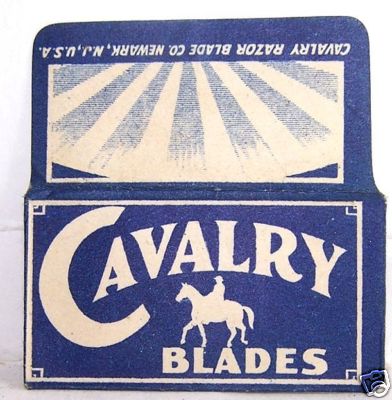 CAVALRY RAZOR BLADE CO. NEWARK, N.J., U.S.A.
CAVALRY
BLADES